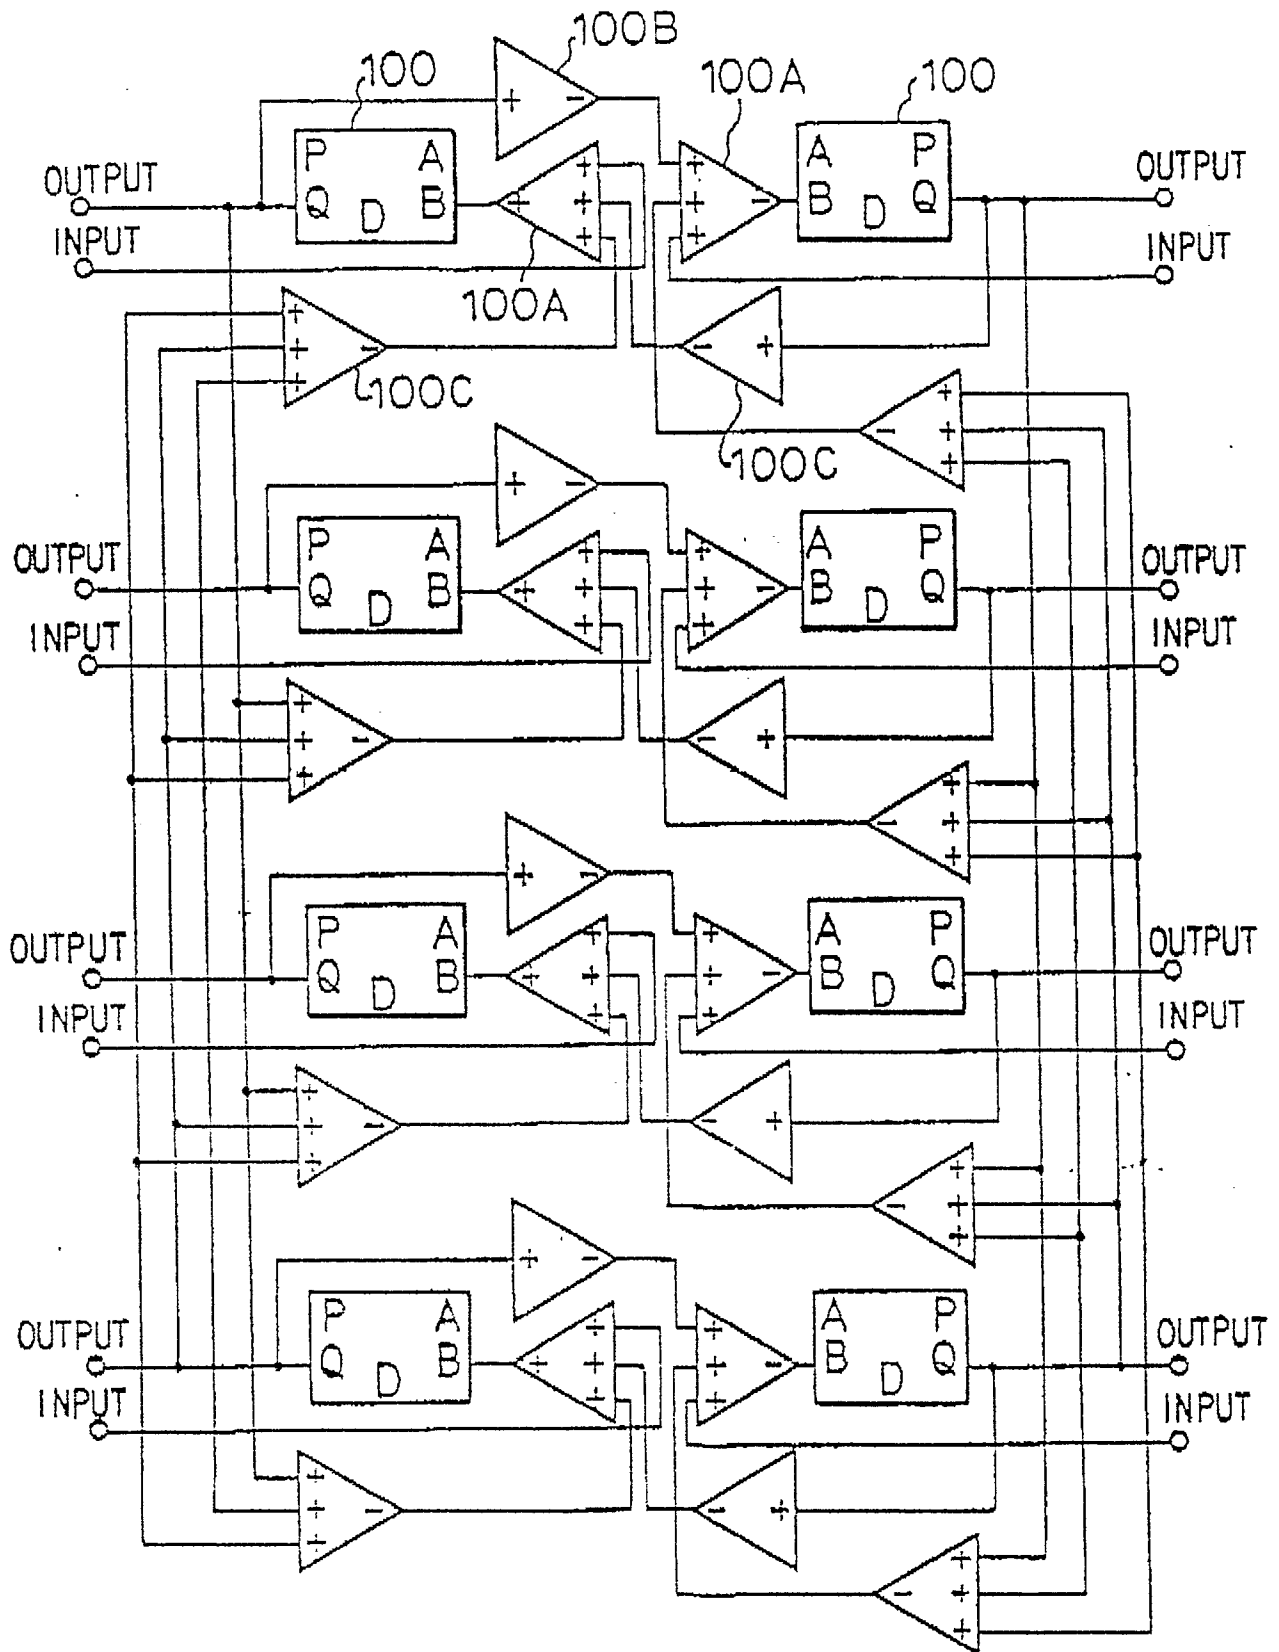 100B
100
100A
100
P A
Q D B
A P
B D Q
+ -
+ + + +
+ + + -
OUTPUT
INPUT
OUTPUT
INPUT
100A
+ + + -
- +
100C
100C
- + + +
+ -
OUTPUT
INPUT
P A
Q D B
+ + + +
+ + + -
A P
B D Q
OUTPUT
INPUT
+ + + -
- +
- + + +
+ -
OUTPUT
INPUT
P A
Q D B
+ + + +
+ + + -
A P
B D Q
OUTPUT
INPUT
+ + + -
- +
- + + +
+ -
OUTPUT
INPUT
P A
Q D B
+ + + +
+ + + -
A P
B D Q
OUTPUT
INPUT
+ + + -
- +
- + + +